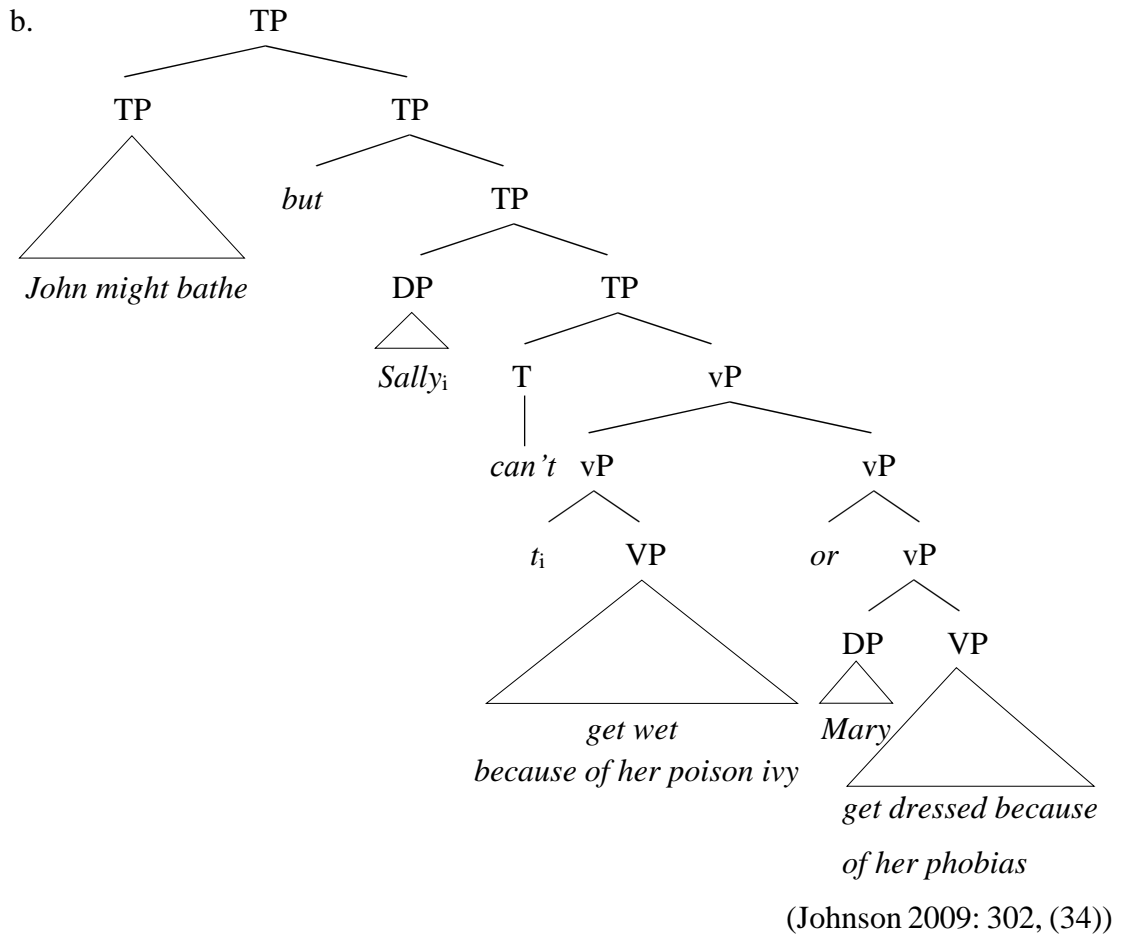 b.
TP
TP TP
but TP
John might bathe DP TP
Sallyi T vP
can't vP vP
ti VP or vP
DP VP
get wet Mary
because of her poison ivy
get dressed because
of her phobias
(Johnson 2009: 302, (34))